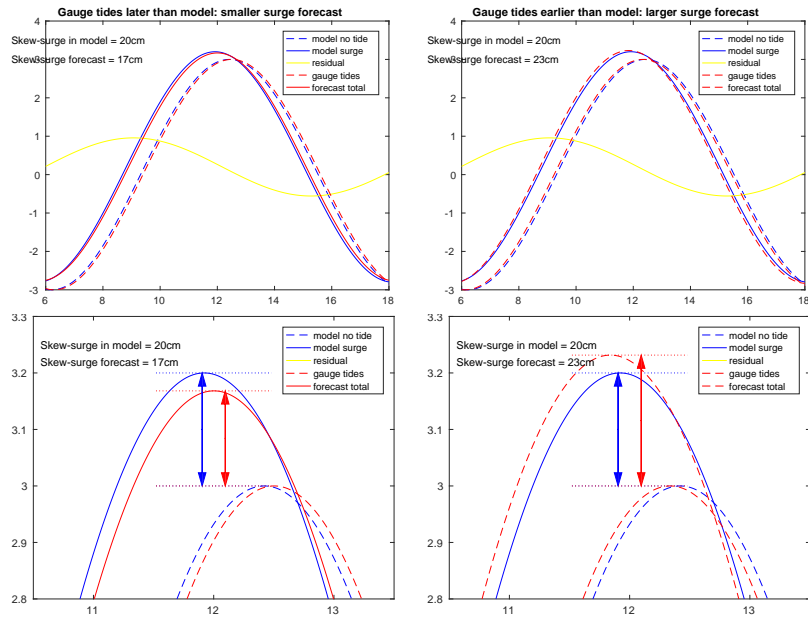 Gauge tides later than model: smaller surge forecast
4
3
2
1
0
-1
-2
-3
6
8
10
12
14
16
18
Skew-surge in model = 20cm
Skew-surge forecast = 17cm
model no tide
model surge
residual
gauge tides
forecast total
Gauge tides earlier than model: larger surge forecast
4
3
2
1
0
-1
-2
-3
6
8
10
12
14
16
18
Skew-surge in model = 20cm
Skew-surge forecast = 23cm
model no tide
model surge
residual
gauge tides
forecast total
3.3
3.2
3.1
3
2.9
2.8
11
12
13
Skew-surge in model = 20cm
Skew-surge forecast = 17cm
model no tide
model surge
residual
gauge tides
forecast total
3.3
3.2
3.1
3
2.9
2.8
11
12
13
Skew-surge in model = 20cm
Skew-surge forecast = 23cm
model no tide
model surge
residual
gauge tides
forecast total